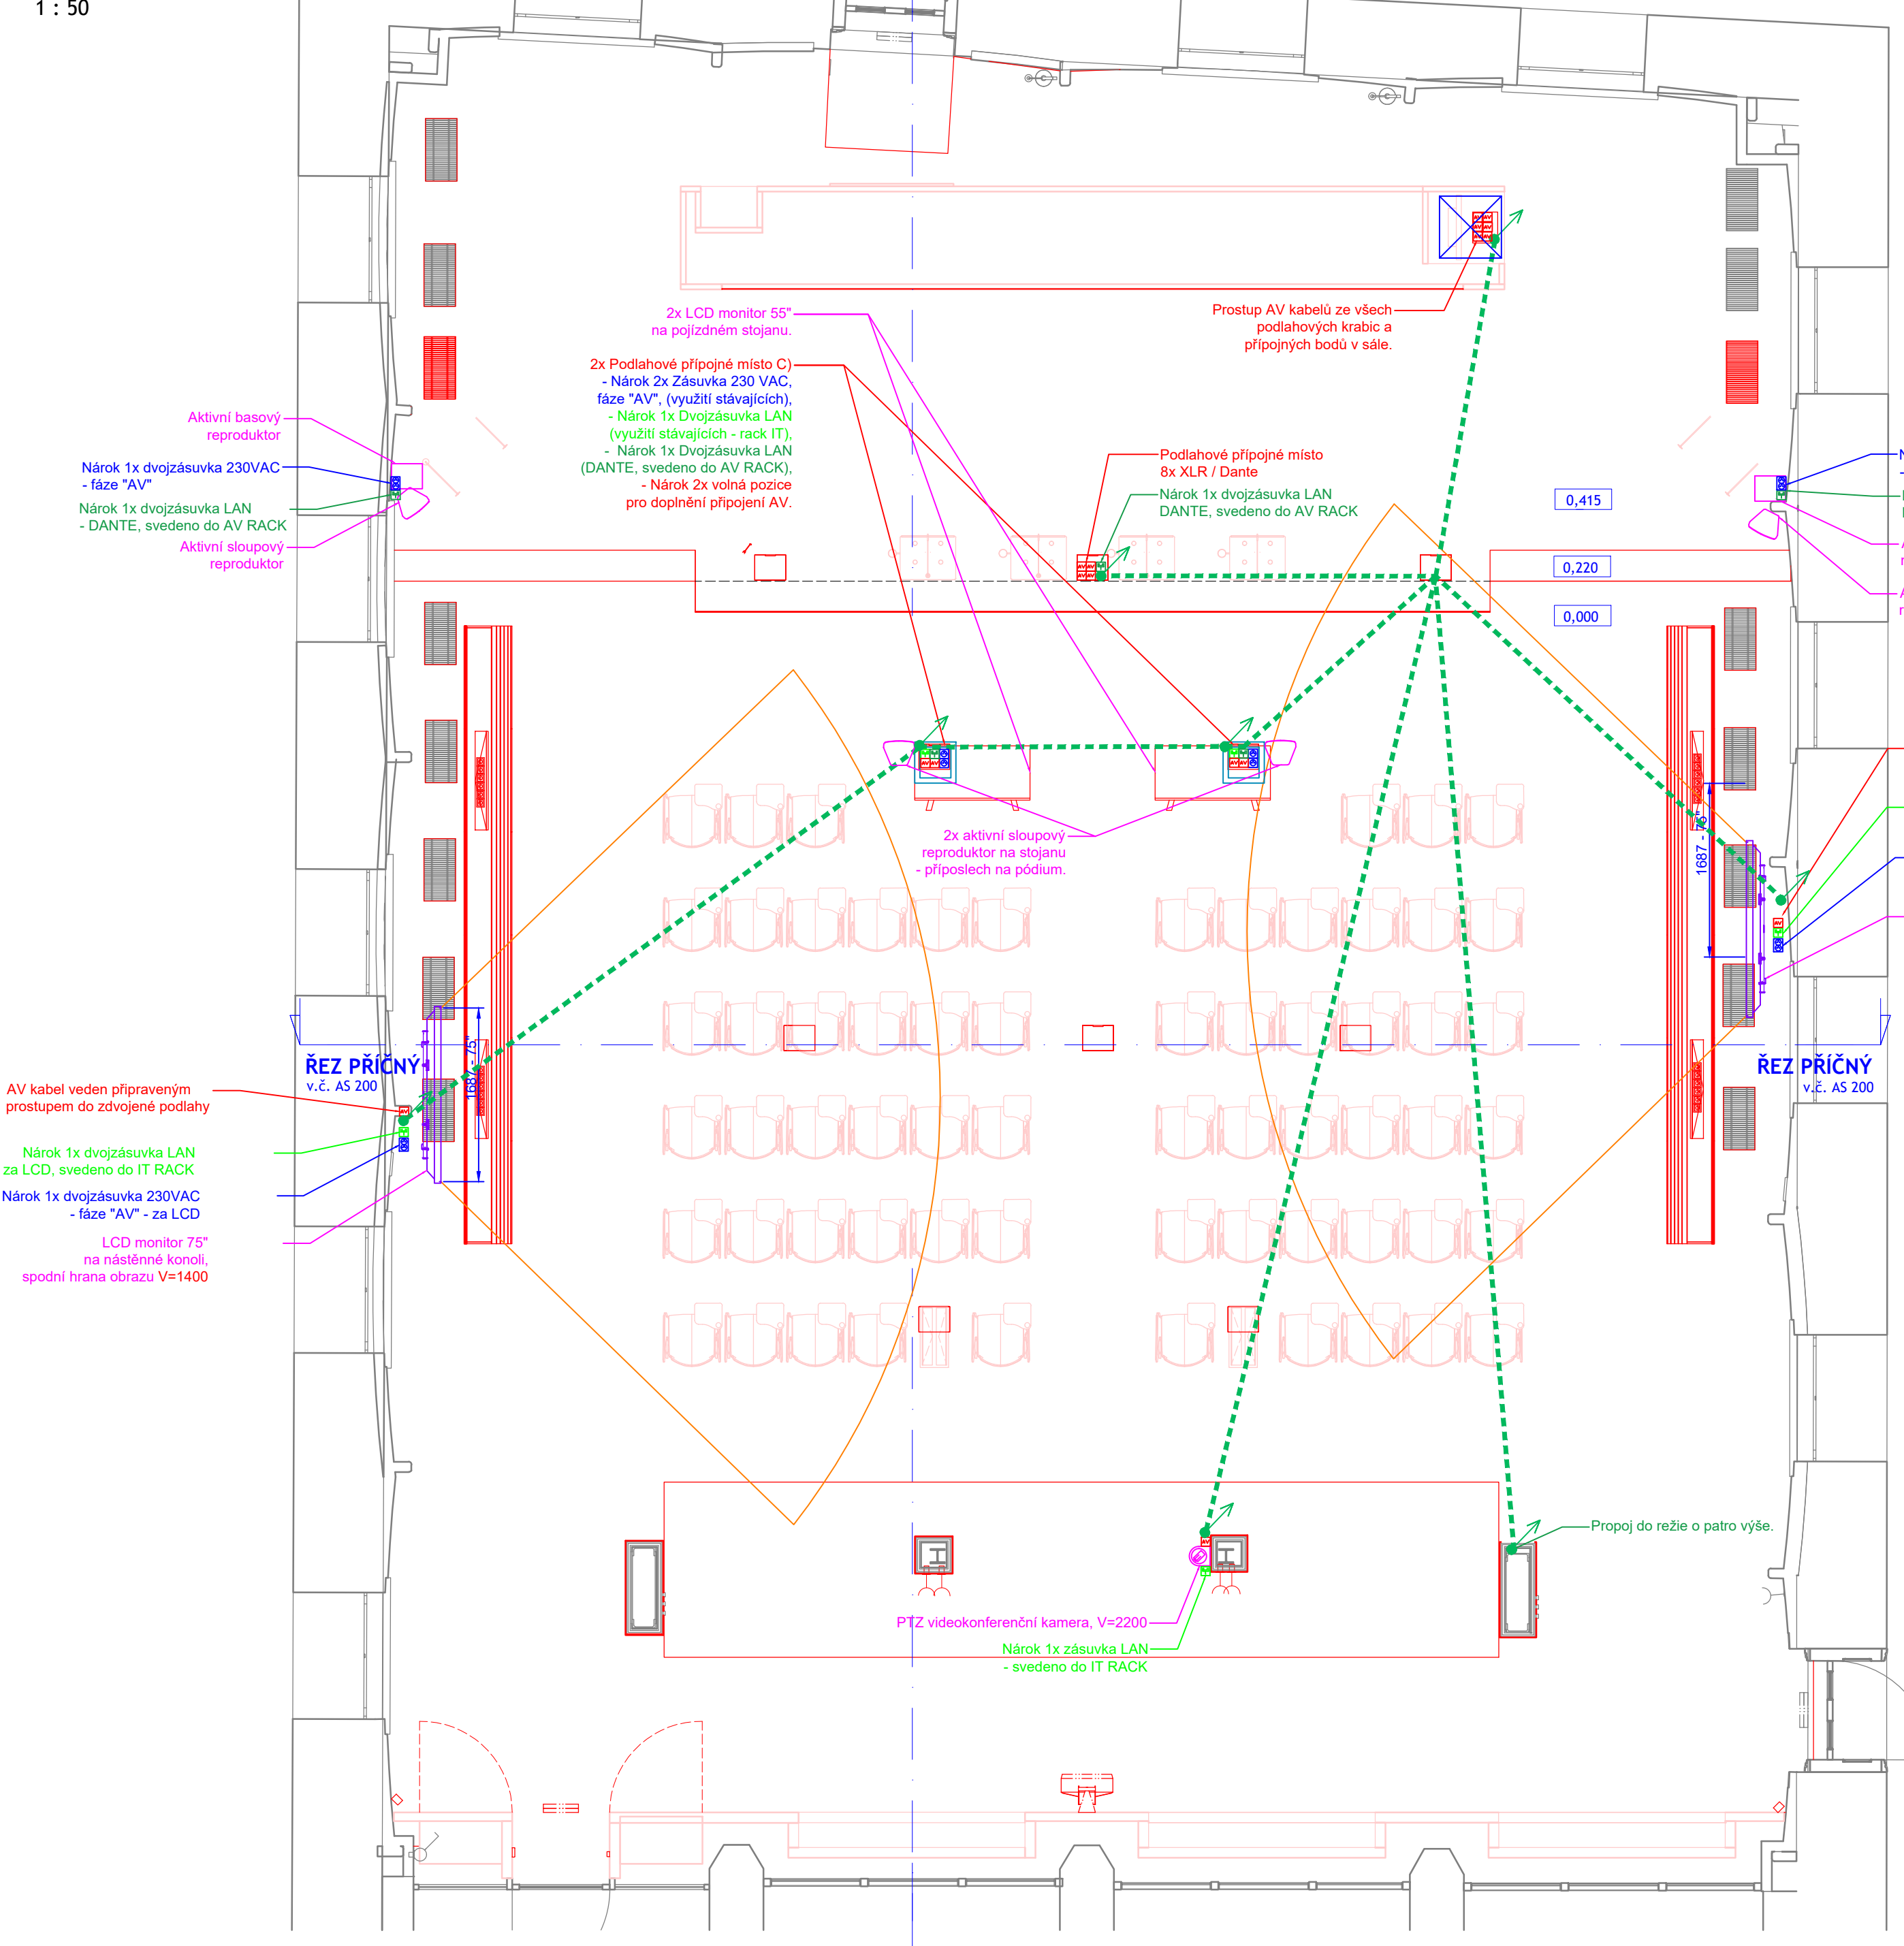 1 : 50
2x LCD monitor 55"
na pojízdném stojanu.
Prostup AV kabelů ze všech
podlahových krabic a
přípojných bodů v sále.
2x Podlahové přípojné místo C)
- Nárok 2x Zásuvka 230 VAC,
fáze "AV", (využití stávajících),
- Nárok 1x Dvojzásuvka LAN
(využití stávajících - rack IT),
- Nárok 1x Dvojzásuvka LAN
(DANTE, svedeno do AV RACK),
- Nárok 2x volná pozice
pro doplnění připojení AV.
Aktivní basový
reproduktor
Nárok 1x dvojzásuvka 230VAC
- fáze "AV"
Nárok 1x dvojzásuvka LAN
- DANTE, svedeno do AV RACK
Aktivní sloupový
reproduktor
Podlahové přípojné místo
8x XLR / Dante
Nárok 1x dvojzásuvka LAN
DANTE, svedeno do AV RACK
0,415
0,220
0,000
2x aktivní sloupový
reproduktor na stojanu
- příposlech na pódium.
1687 - 75"
1687 - 75"
ŘEZ PŘÍČNÝ
v.č. AS 200
ŘEZ PŘÍČNÝ
v.č. AS 200
AV kabel veden připraveným
prostupem do zdvojené podlahy
Nárok 1x dvojzásuvka LAN
za LCD, svedeno do IT RACK
Nárok 1x dvojzásuvka 230VAC
- fáze "AV" - za LCD
LCD monitor 75"
na nástěnné konoli,
spodní hrana obrazu V=1400
Propoj do režie o patro výše.
PTZ videokonferenční kamera, V=2200
Nárok 1x zásuvka LAN
- svedeno do IT RACK